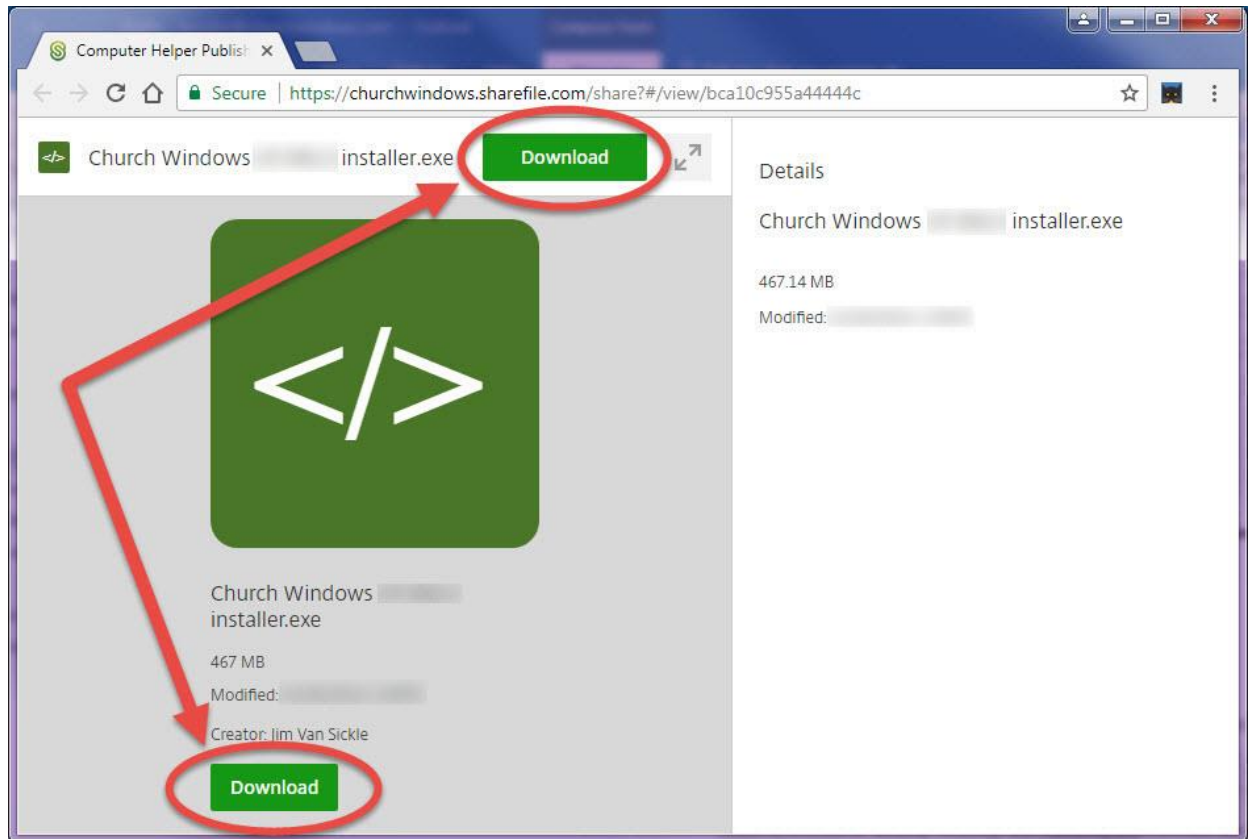 Computer Helper Publish
Secure | https://churchwindows.sharefile.com/share?#/view/bca10c955a44444c
</> Church Windows installer.exe Download
Details
Church Windows installer.exe
467.14 MB
Modified:
</>
Church Windows
installer.exe
467 MB
Modified:
Creator: Jim Van Sickle
Download